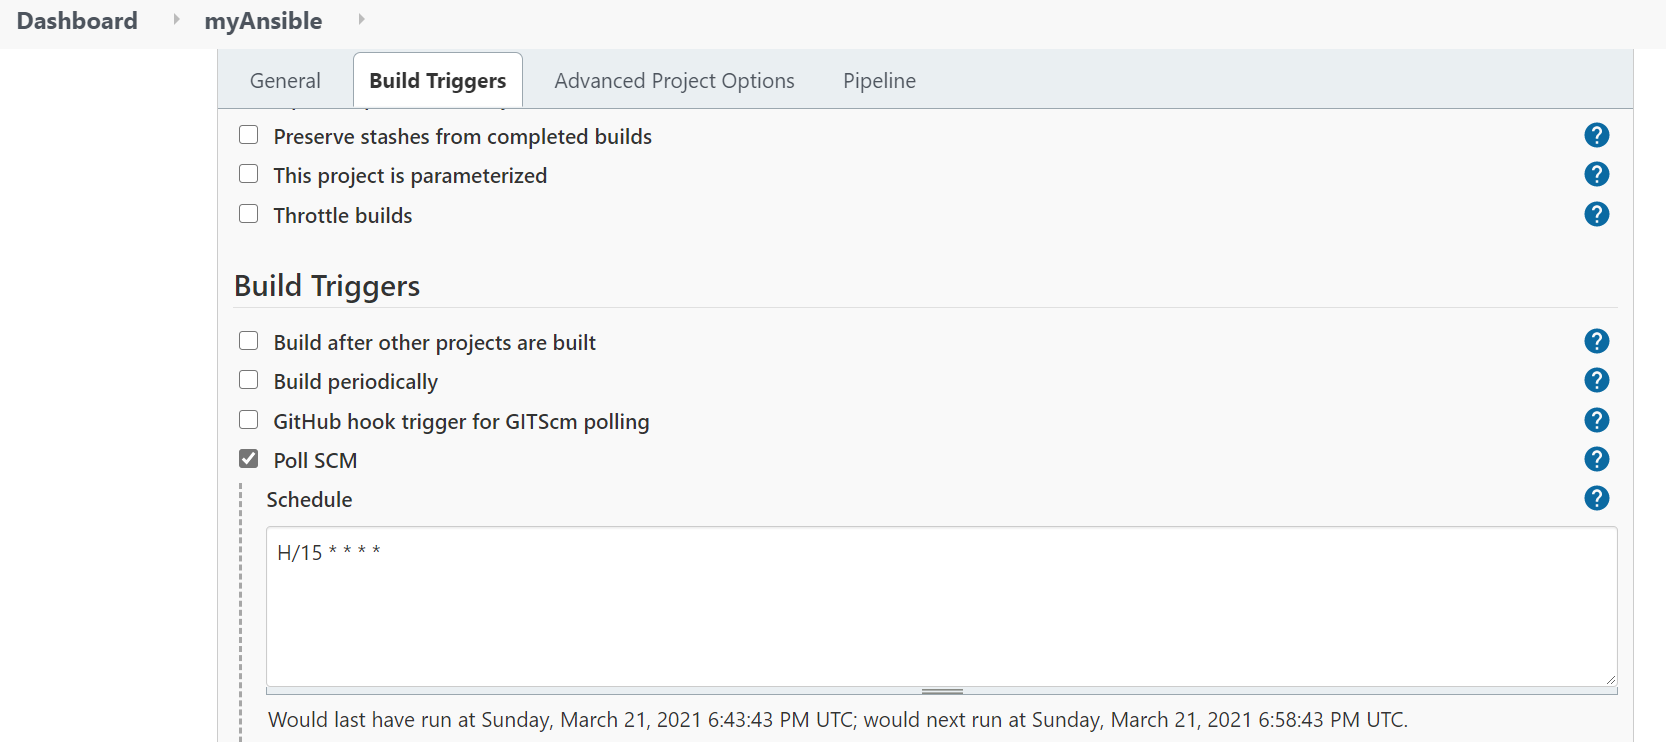 Dashboard myAnsible
General Build Triggers Advanced Project Options Pipeline
Preserve stashes from completed builds ?
This project is parameterized ?
Throttle builds ?
Build Triggers
Build after other projects are built ?
Build periodically ?
GitHub hook trigger for GITScm polling ?
Poll SCM ?
Schedule ?
H/15 * * * *
Would last have run at Sunday, March 21, 2021 6:43:43 PM UTC; would next run at Sunday, March 21, 2021 6:58:43 PM UTC.